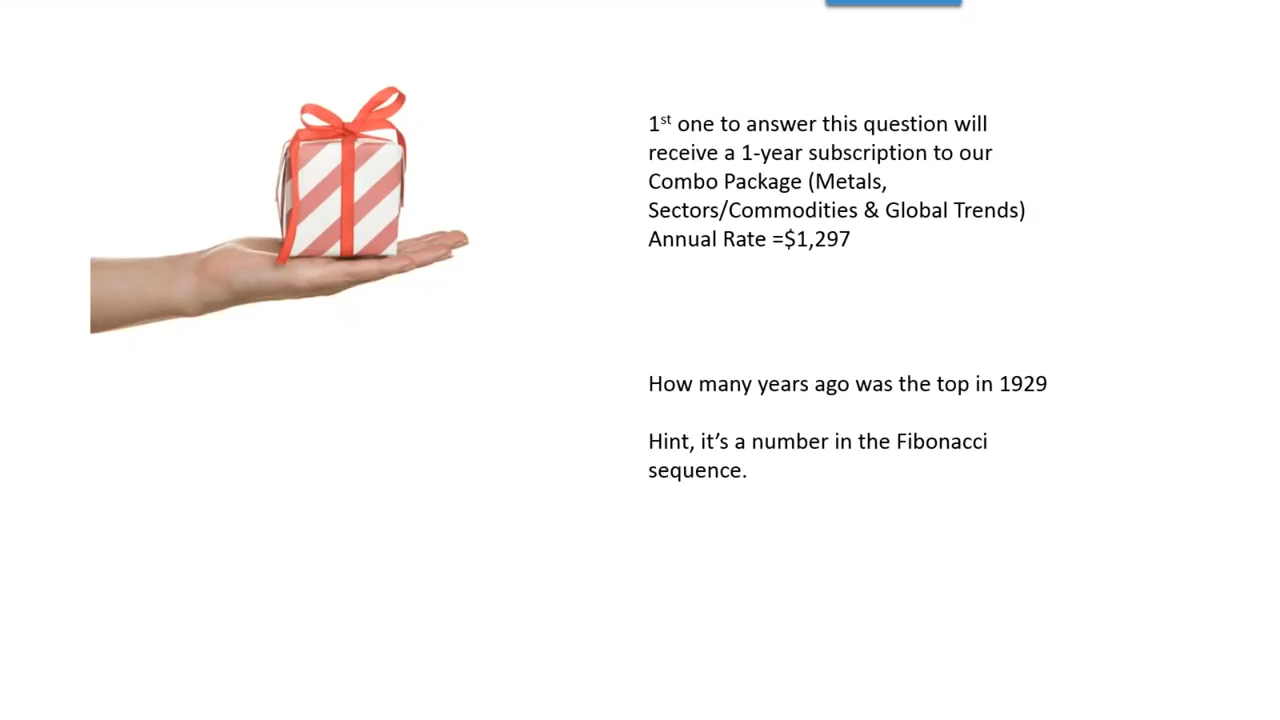 1st one to answer this question will
receive a 1-year subscription to our
Combo Package (Metals,
Sectors/Commodities & Global Trends)
Annual Rate =$1,297
How many years ago was the top in 1929
Hint, it’s a number in the Fibonacci
sequence.